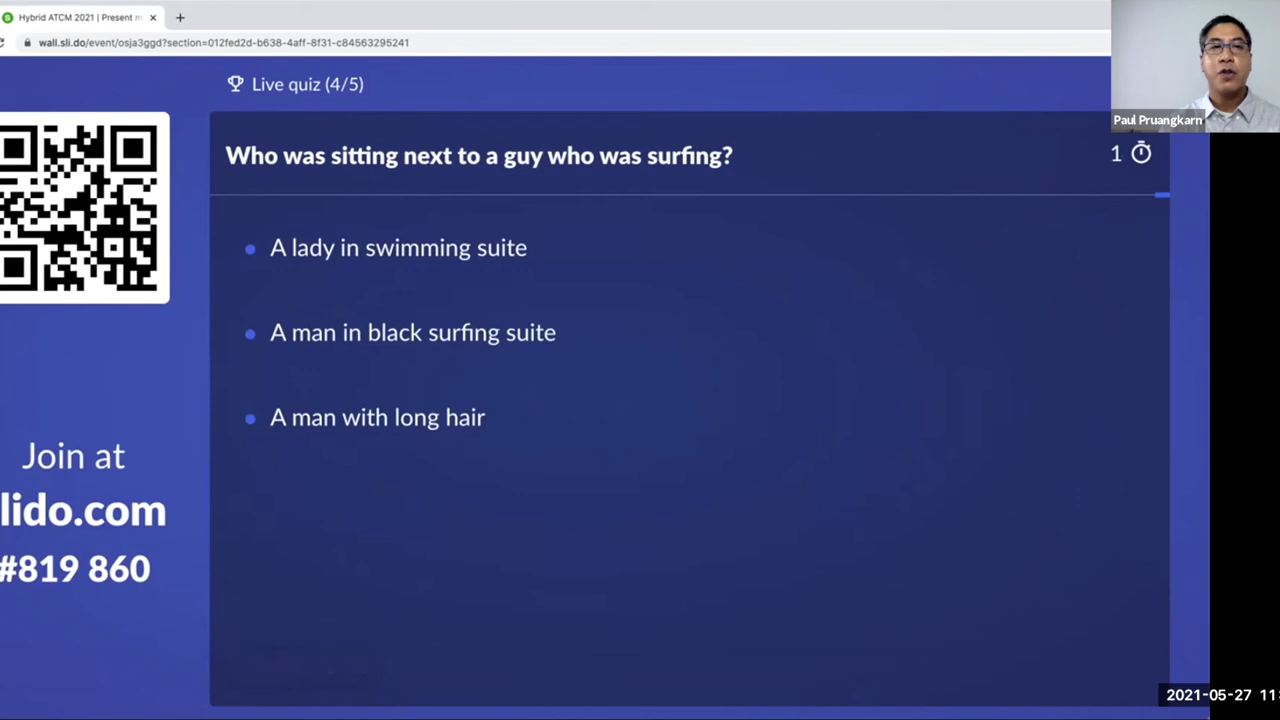 Hybrid ATCM 2021 | Present m
wall.sli.do/event/osja3ggd?section=012fed2d-b638-4aff-8f31-c84563295241
Live quiz (4/5)
Paul Pruangkarn
Who was sitting next to a guy who was surfing?
1
A lady in swimming suite
A man in black surfing suite
A man with long hair
Join at
lido.com
#819 860
2021-05-27 11: